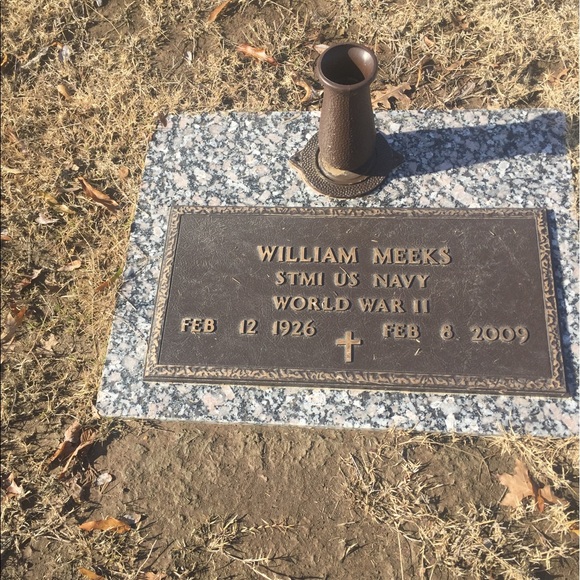 WILLIAM MEEKS
STM1 US NAVY
WORLD WAR II
FEB 12 1926 FEB 8 2009